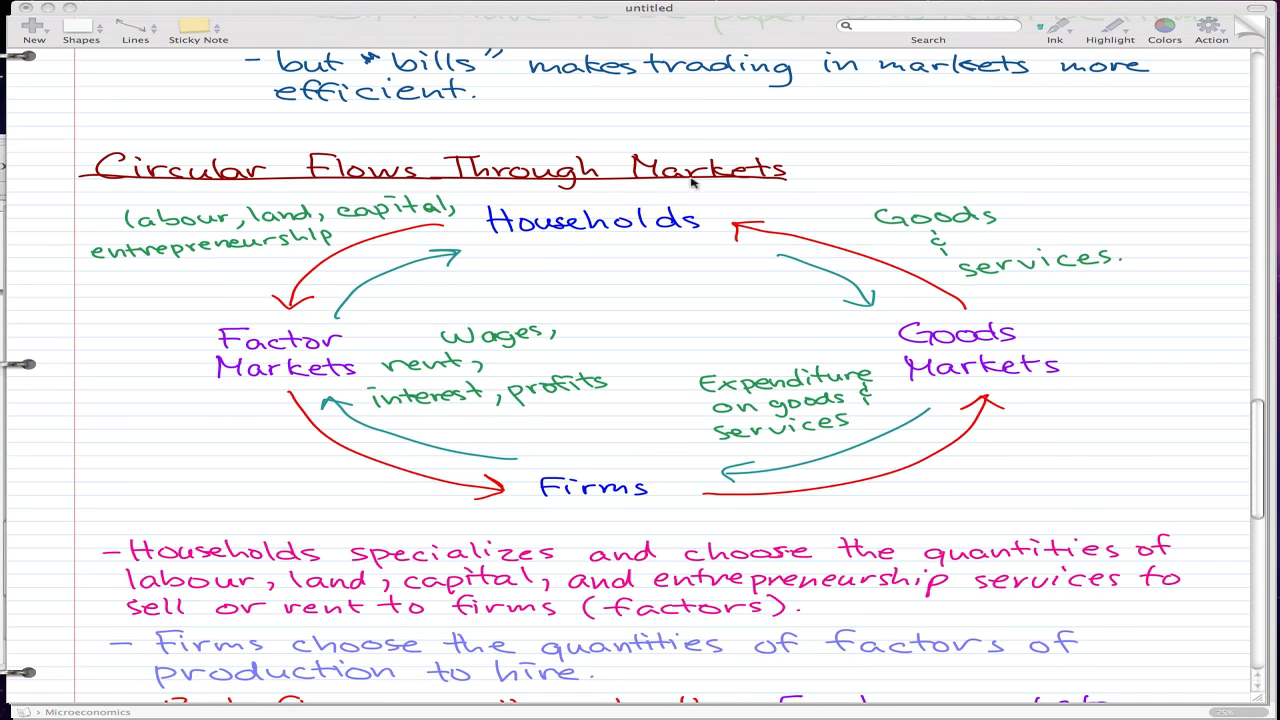 untitled
New
Shapes
Lines
Sticky Note
Search
Ink
Highlight
Colors
Action
- but "bills" makes trading in markets more
efficient.
Circular Flows Through Markets
labour, land, capital,
entrepreneurship
Households
Goods
&
services.
Factor
Markets
Wages,
rent,
interest, profits
Goods
Markets
Expenditure
on goods &
services
Firms
- Households specializes and choose the quantities of
labour, land, capital, and entrepreneurship services to
sell or rent to firms (factors).
- Firms choose the quantities of factors of
production to hire.
Microeconomics
75%